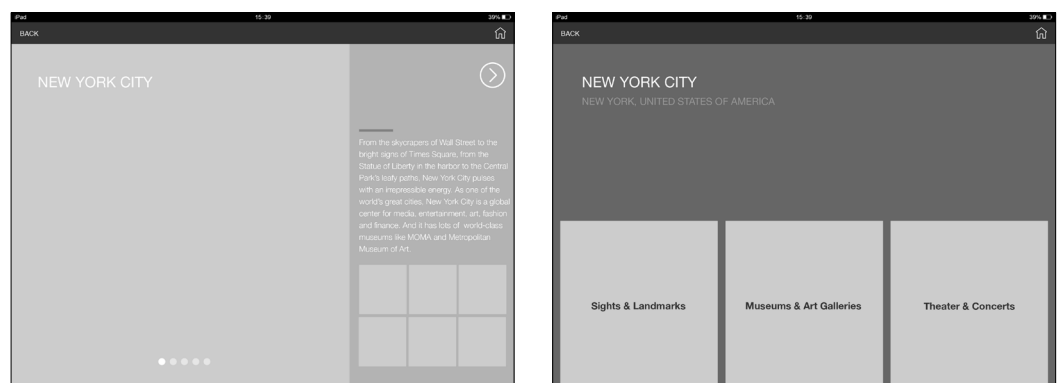 iPad 15:39 39%
BACK
NEW YORK CITY
From the skycrapers of Wall Street to the
bright signs of Times Square, from the
Statue of Liberty in the harbor to the Central
Park's leafy paths, New York City pulses
with an irrepressible energy. As one of the
world's great cities. New York City is a global
center for media, entertainment, art, fashion
and finance. And it has lots of world-class
museums like MOMA and Metropolitan
Museum of Art.
iPad 15:39 39%
BACK
NEW YORK CITY
NEW YORK, UNITED STATES OF AMERICA
Sights & Landmarks
Museums & Art Galleries
Theater & Concerts